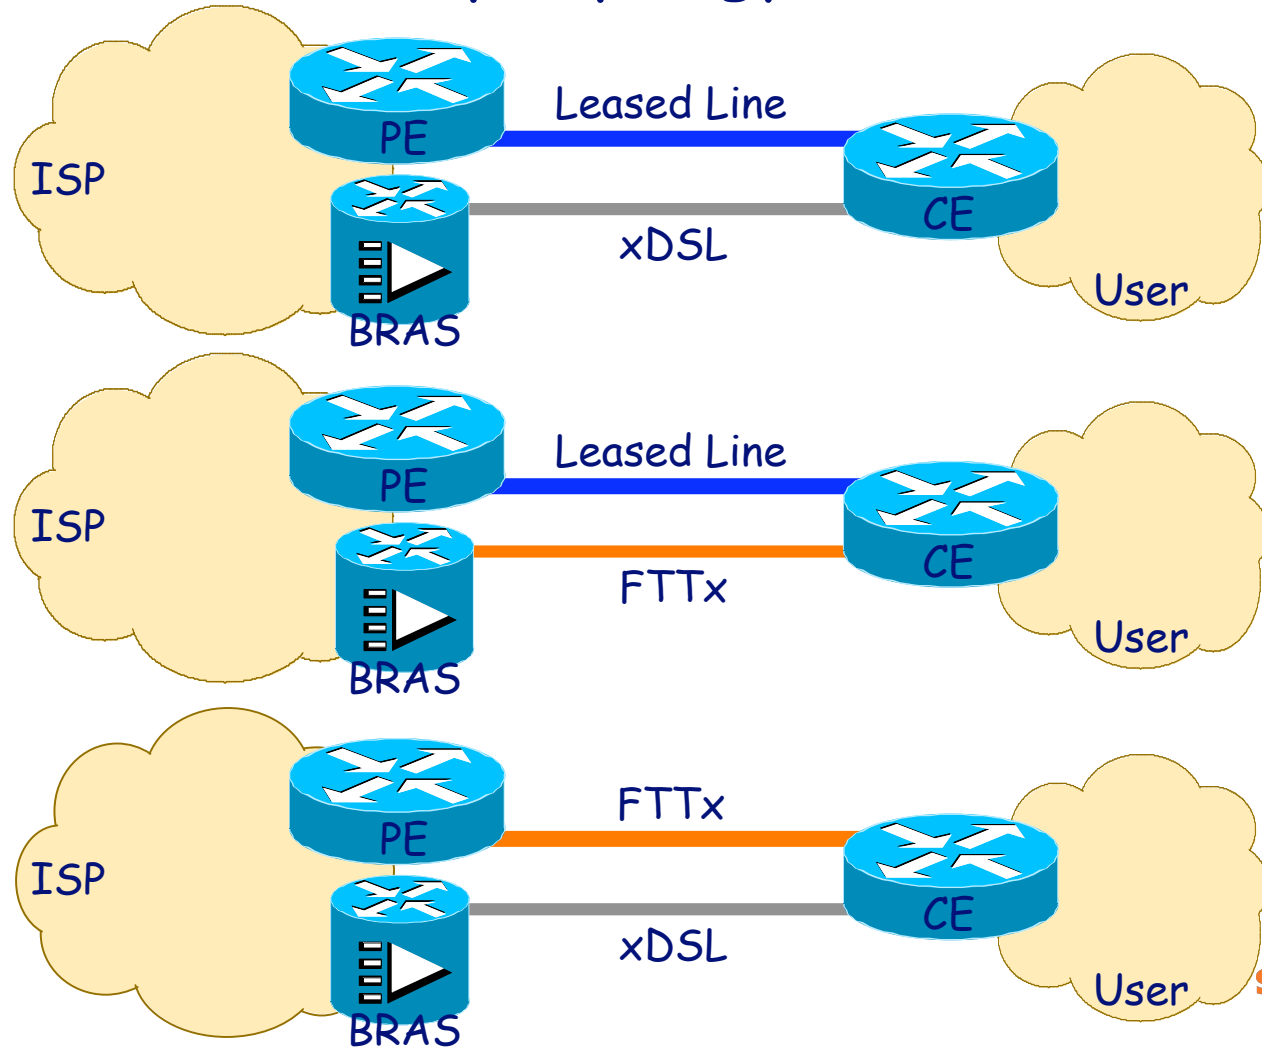 Leased Line
PE
ISP
CE
xDSL
User
BRAS
Leased Line
PE
ISP
CE
FTTx
User
BRAS
FTTx
PE
ISP
CE
xDSL
User
BRAS